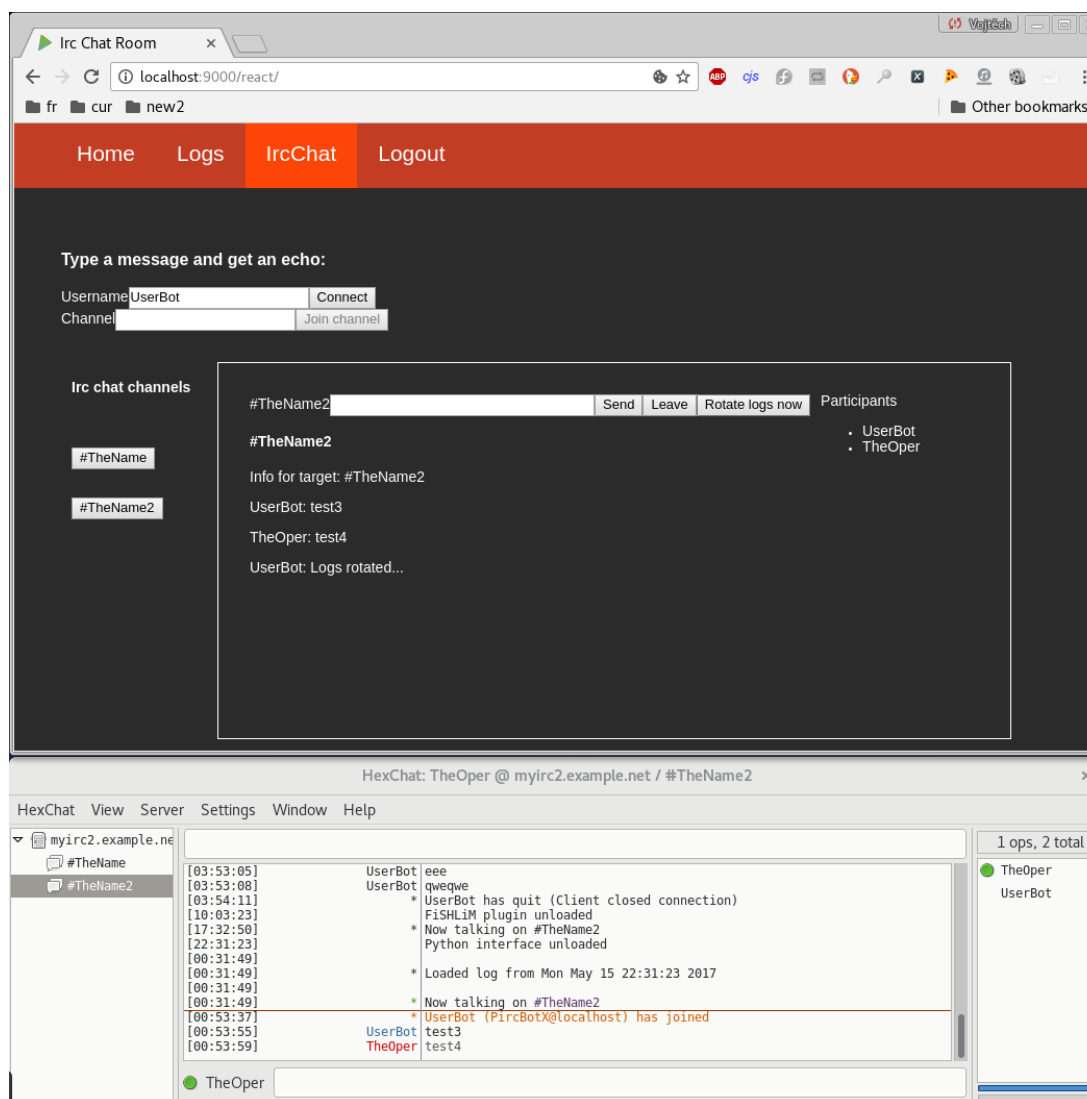 Vojtěch
Irc Chat Room
localhost:9000/react/
ABP cjs
fr cur new2 Other bookmarks
Home Logs IrcChat Logout
Type a message and get an echo:
Username UserBot Connect
Channel Join channel
Irc chat channels
#TheName
#TheName2
#TheName2 Send Leave Rotate logs now
#TheName2
Info for target: #TheName2
UserBot: test3
TheOper: test4
UserBot: Logs rotated...
Participants
UserBot
TheOper
HexChat: TheOper @ myirc2.example.net / #TheName2
HexChat View Server Settings Window Help
myirc2.example.ne
#TheName
#TheName2
[03:53:05] UserBot eee
[03:53:08] UserBot qweqwe
[03:54:11] * UserBot has quit (Client closed connection)
[10:03:23] FiSHLiM plugin unloaded
[17:32:50] * Now talking on #TheName2
[22:31:23] Python interface unloaded
[00:31:49]
[00:31:49] * Loaded log from Mon May 15 22:31:23 2017
[00:31:49]
[00:31:49] * Now talking on #TheName2
[00:53:37] * UserBot (PircBotX@localhost) has joined
[00:53:55] UserBot test3
[00:53:59] TheOper test4
TheOper
1 ops, 2 total
TheOper
UserBot